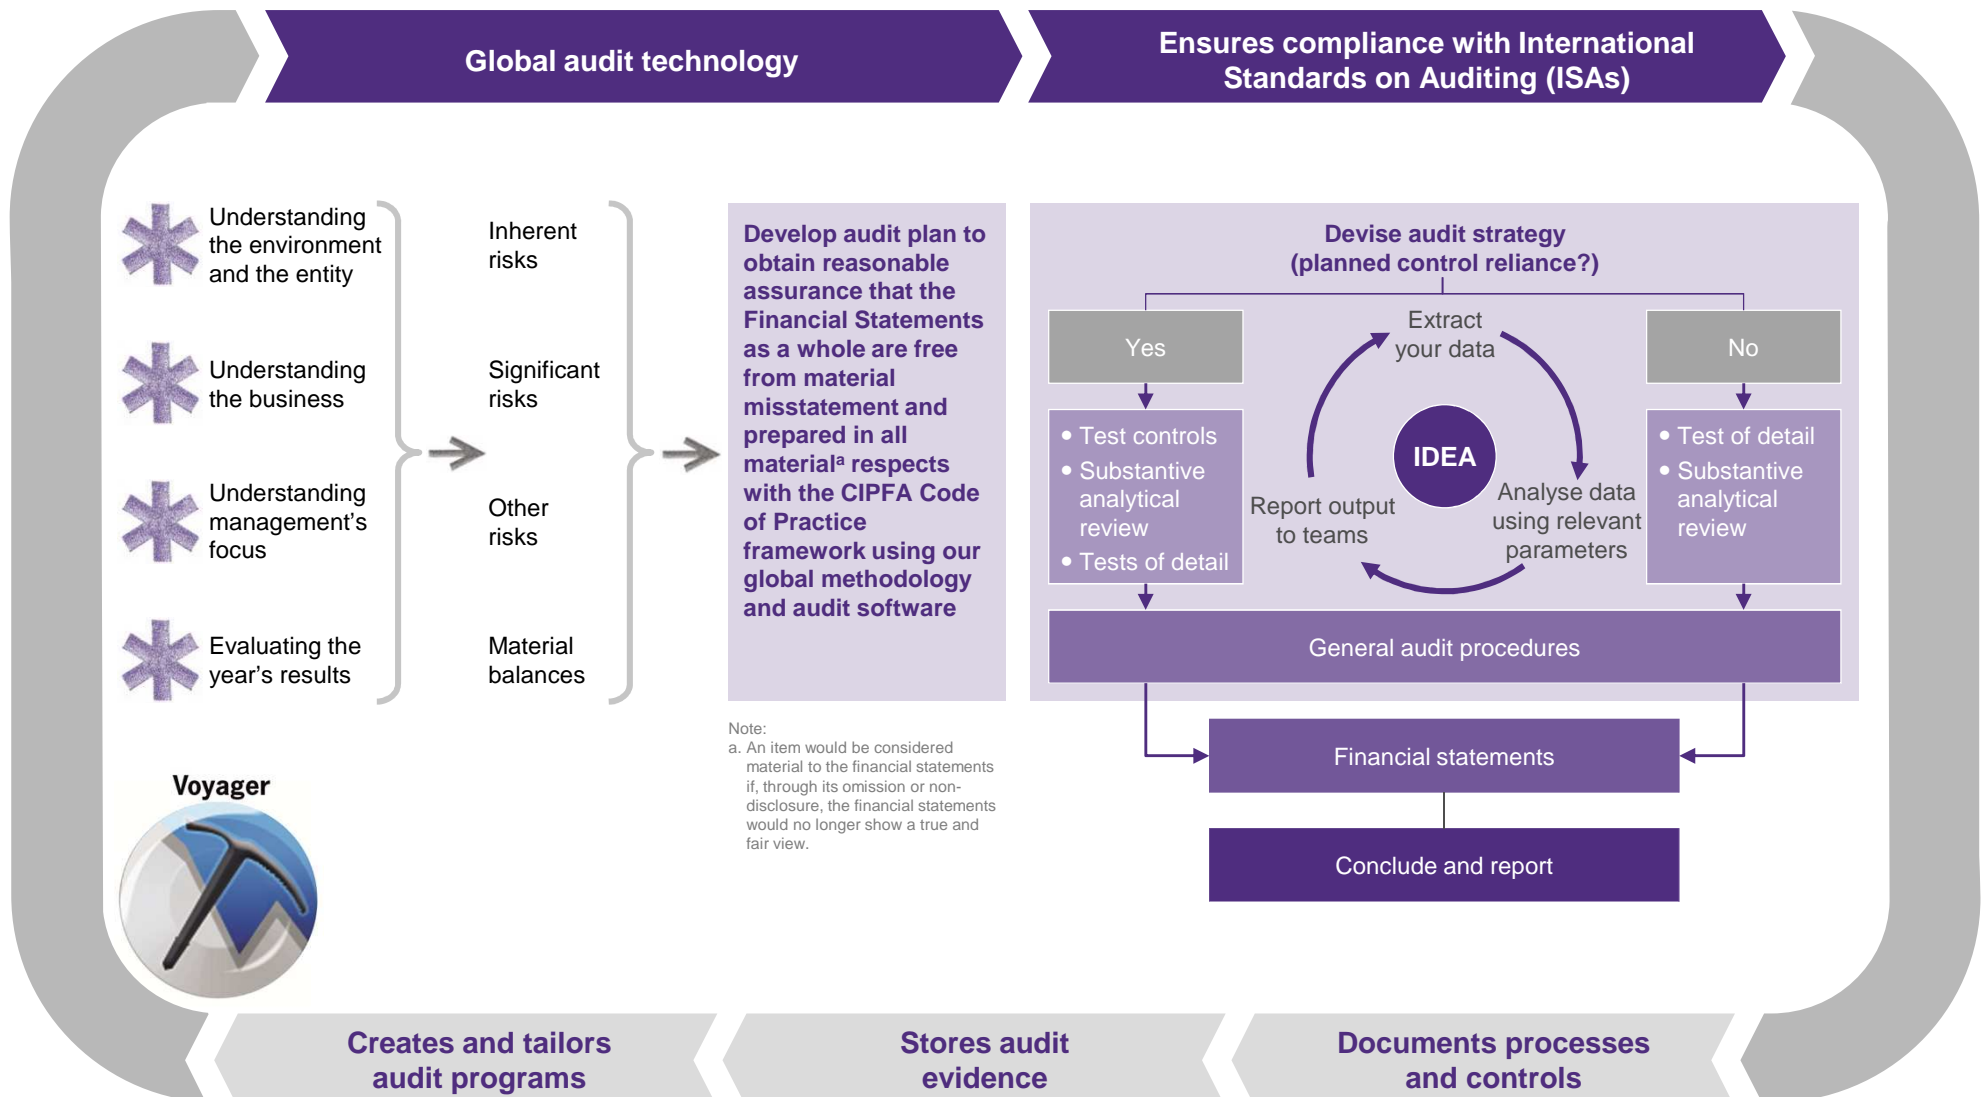 Global audit technology
Ensures compliance with International
Standards on Auditing (ISAs)
Understanding
the environment
and the entity
Understanding
the business
Understanding
management’s
focus
Evaluating the
year’s results
Inherent
risks
Significant
risks
Other
risks
Material
balances
Develop audit plan to
obtain reasonable
assurance that the
Financial Statements
as a whole are free
from material
misstatement and
prepared in all
materialᵃ respects
with the CIPFA Code
of Practice
framework using our
global methodology
and audit software
Note:
a. An item would be considered
material to the financial statements
if, through its omission or non-
disclosure, the financial statements
would no longer show a true and
fair view.
Devise audit strategy
(planned control reliance?)
Yes
• Test controls
• Substantive
analytical
review
• Tests of detail
Extract
your data
IDEA
Analyse data
using relevant
parameters
Report output
to teams
No
• Test of detail
• Substantive
analytical
review
General audit procedures
Financial statements
Conclude and report
Voyager
Creates and tailors
audit programs
Stores audit
evidence
Documents processes
and controls